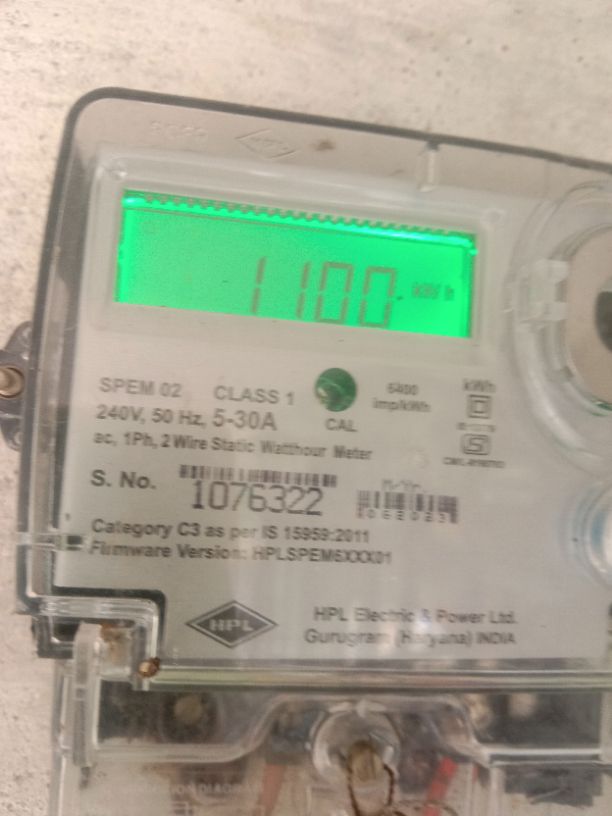 1100. kWh
SPEM 02 CLASS 1
240V, 50 Hz, 5-30A
CAL
6400
imp/kWh
kWh
ac, 1Ph, 2 Wire Static Watthour Meter
S. No. 1076322
M/Yr.
Category C3 as per IS 15959:2011
Firmware Version: HPLSPEM6XXX01
HPL
HPL Electric & Power Ltd.
Gurugram (Haryana) INDIA